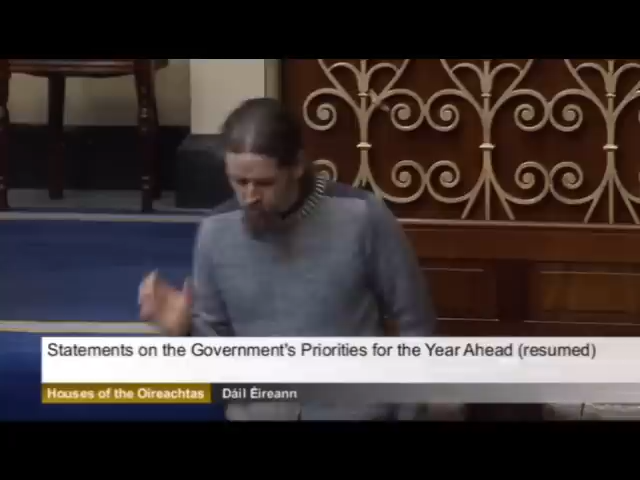 Statements on the Government's Priorities for the Year Ahead (resumed)
Houses of the Oireachtas Dáil Éireann